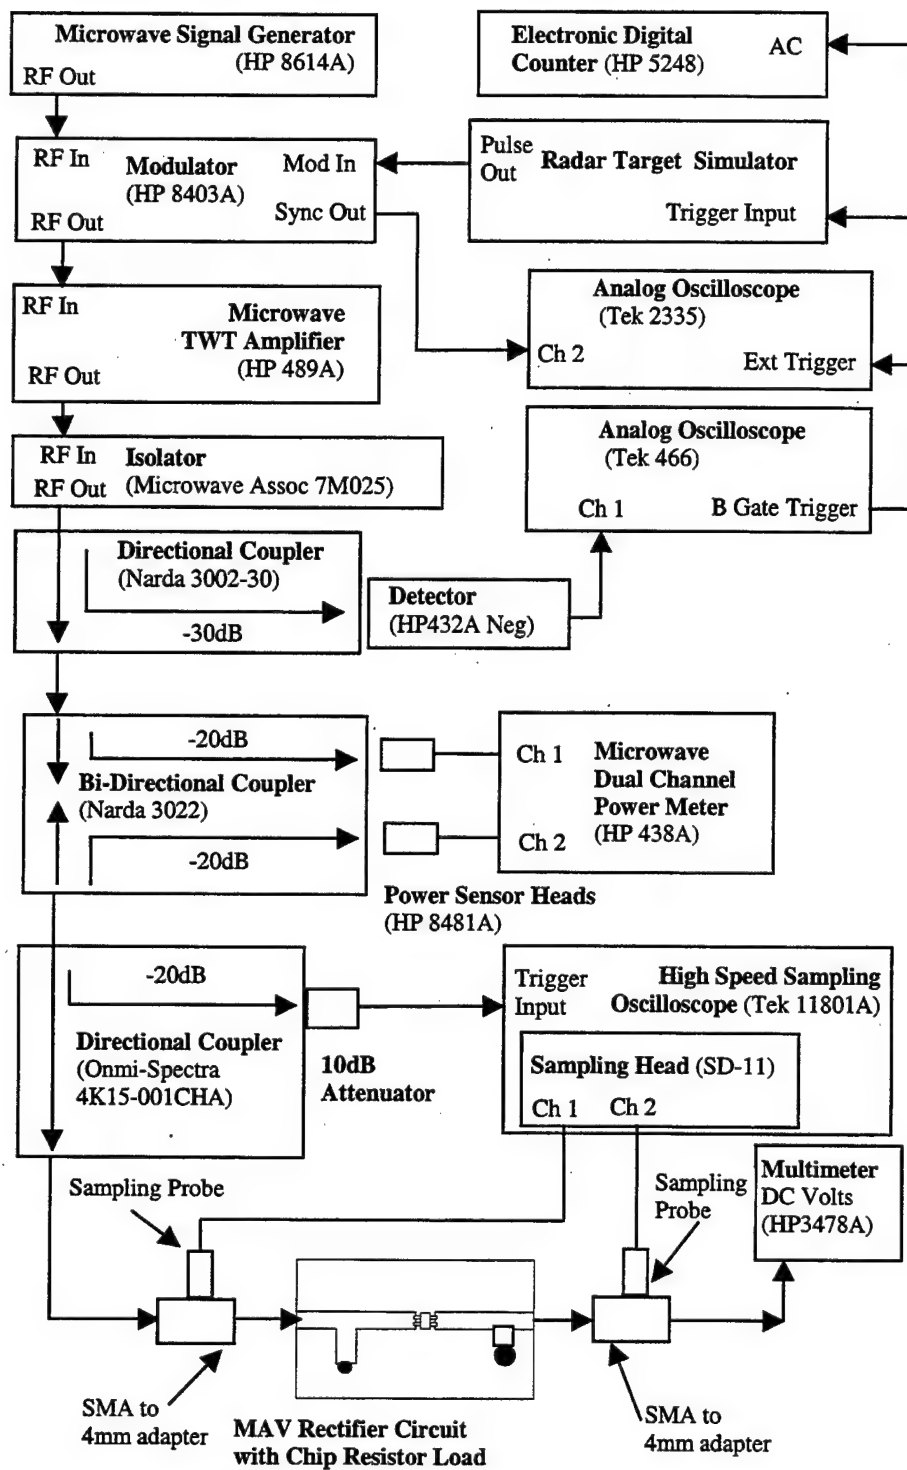 Microwave Signal Generator
(HP 8614A)
RF Out
Electronic Digital
Counter (HP 5248)
AC
RF In
Modulator
(HP 8403A)
Mod In
Sync Out
RF Out
Pulse
Out
Radar Target Simulator
Trigger Input
RF In
Microwave
TWT Amplifier
(HP 489A)
RF Out
Analog Oscilloscope
(Tek 2335)
Ch 2
Ext Trigger
RF In
RF Out
Isolator
(Microwave Assoc 7M025)
Analog Oscilloscope
(Tek 466)
Ch 1
B Gate Trigger
Directional Coupler
(Narda 3002-30)
-30dB
Detector
(HP432A Neg)
-20dB
Bi-Directional Coupler
(Narda 3022)
-20dB
Ch 1
Ch 2
Microwave
Dual Channel
Power Meter
(HP 438A)
Power Sensor Heads
(HP 8481A)
-20dB
Directional Coupler
(Onmi-Spectra
4K15-001CHA)
10dB
Attenuator
Trigger
Input
High Speed Sampling
Oscilloscope (Tek 11801A)
Sampling Head (SD-11)
Ch 1
Ch 2
Sampling Probe
Sampling
Probe
Multimeter
DC Volts
(HP3478A)
SMA to
4mm adapter
MAV Rectifier Circuit
with Chip Resistor Load
SMA to
4mm adapter